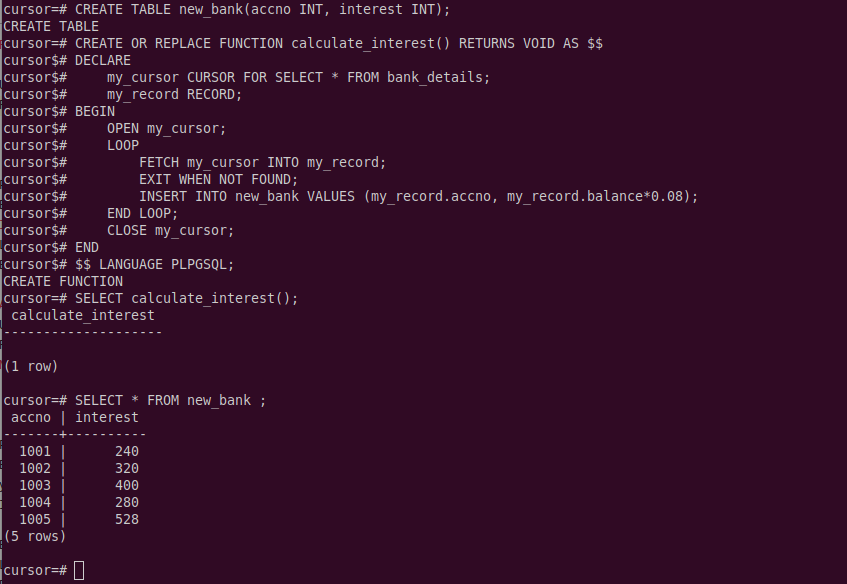 cursor=# CREATE TABLE new_bank(accno INT, interest INT);
CREATE TABLE
cursor=# CREATE OR REPLACE FUNCTION calculate_interest() RETURNS VOID AS $$
cursor$# DECLARE
cursor$#     my_cursor CURSOR FOR SELECT * FROM bank_details;
cursor$#     my_record RECORD;
cursor$# BEGIN
cursor$#     OPEN my_cursor;
cursor$#     LOOP
cursor$#         FETCH my_cursor INTO my_record;
cursor$#         EXIT WHEN NOT FOUND;
cursor$#         INSERT INTO new_bank VALUES (my_record.accno, my_record.balance*0.08);
cursor$#     END LOOP;
cursor$#     CLOSE my_cursor;
cursor$# END
cursor$# $$ LANGUAGE PLPGSQL;
CREATE FUNCTION
cursor=# SELECT calculate_interest();
 calculate_interest
--------------------

(1 row)

cursor=# SELECT * FROM new_bank ;
 accno | interest
-------+----------
  1001 |      240
  1002 |      320
  1003 |      400
  1004 |      280
  1005 |      528
(5 rows)

cursor=#